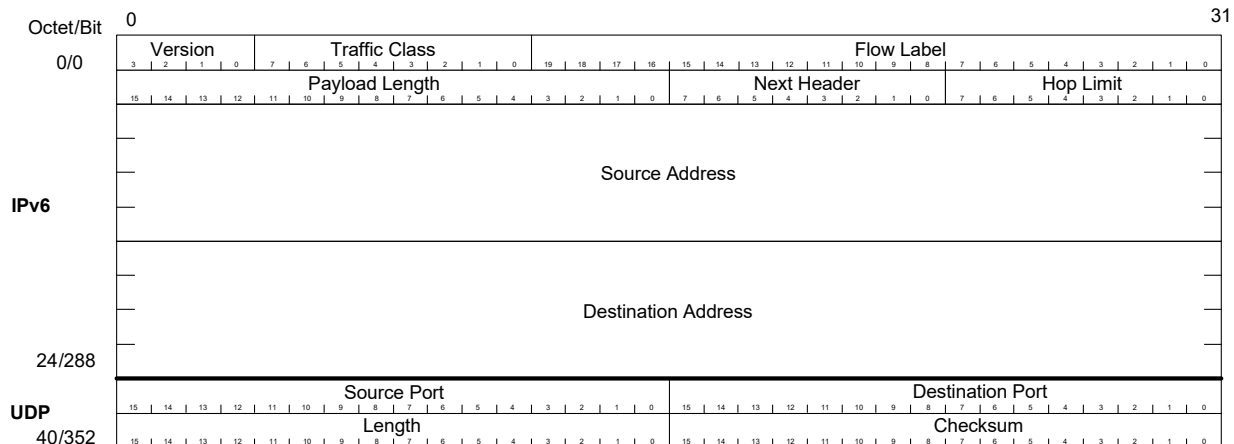 Octet/Bit 0 31
Version Traffic Class Flow Label
0/0 3 2 1 0 7 6 5 4 3 2 1 0 19 18 17 16 15 14 13 12 11 10 9 8 7 6 5 4 3 2 1 0
Payload Length Next Header Hop Limit
15 14 13 12 11 10 9 8 7 6 5 4 3 2 1 0 7 6 5 4 3 2 1 0 7 6 5 4 3 2 1 0
Source Address
IPv6
Destination Address
24/288
Source Port Destination Port
UDP 15 14 13 12 11 10 9 8 7 6 5 4 3 2 1 0 15 14 13 12 11 10 9 8 7 6 5 4 3 2 1 0
Length Checksum
40/352 15 14 13 12 11 10 9 8 7 6 5 4 3 2 1 0 15 14 13 12 11 10 9 8 7 6 5 4 3 2 1 0